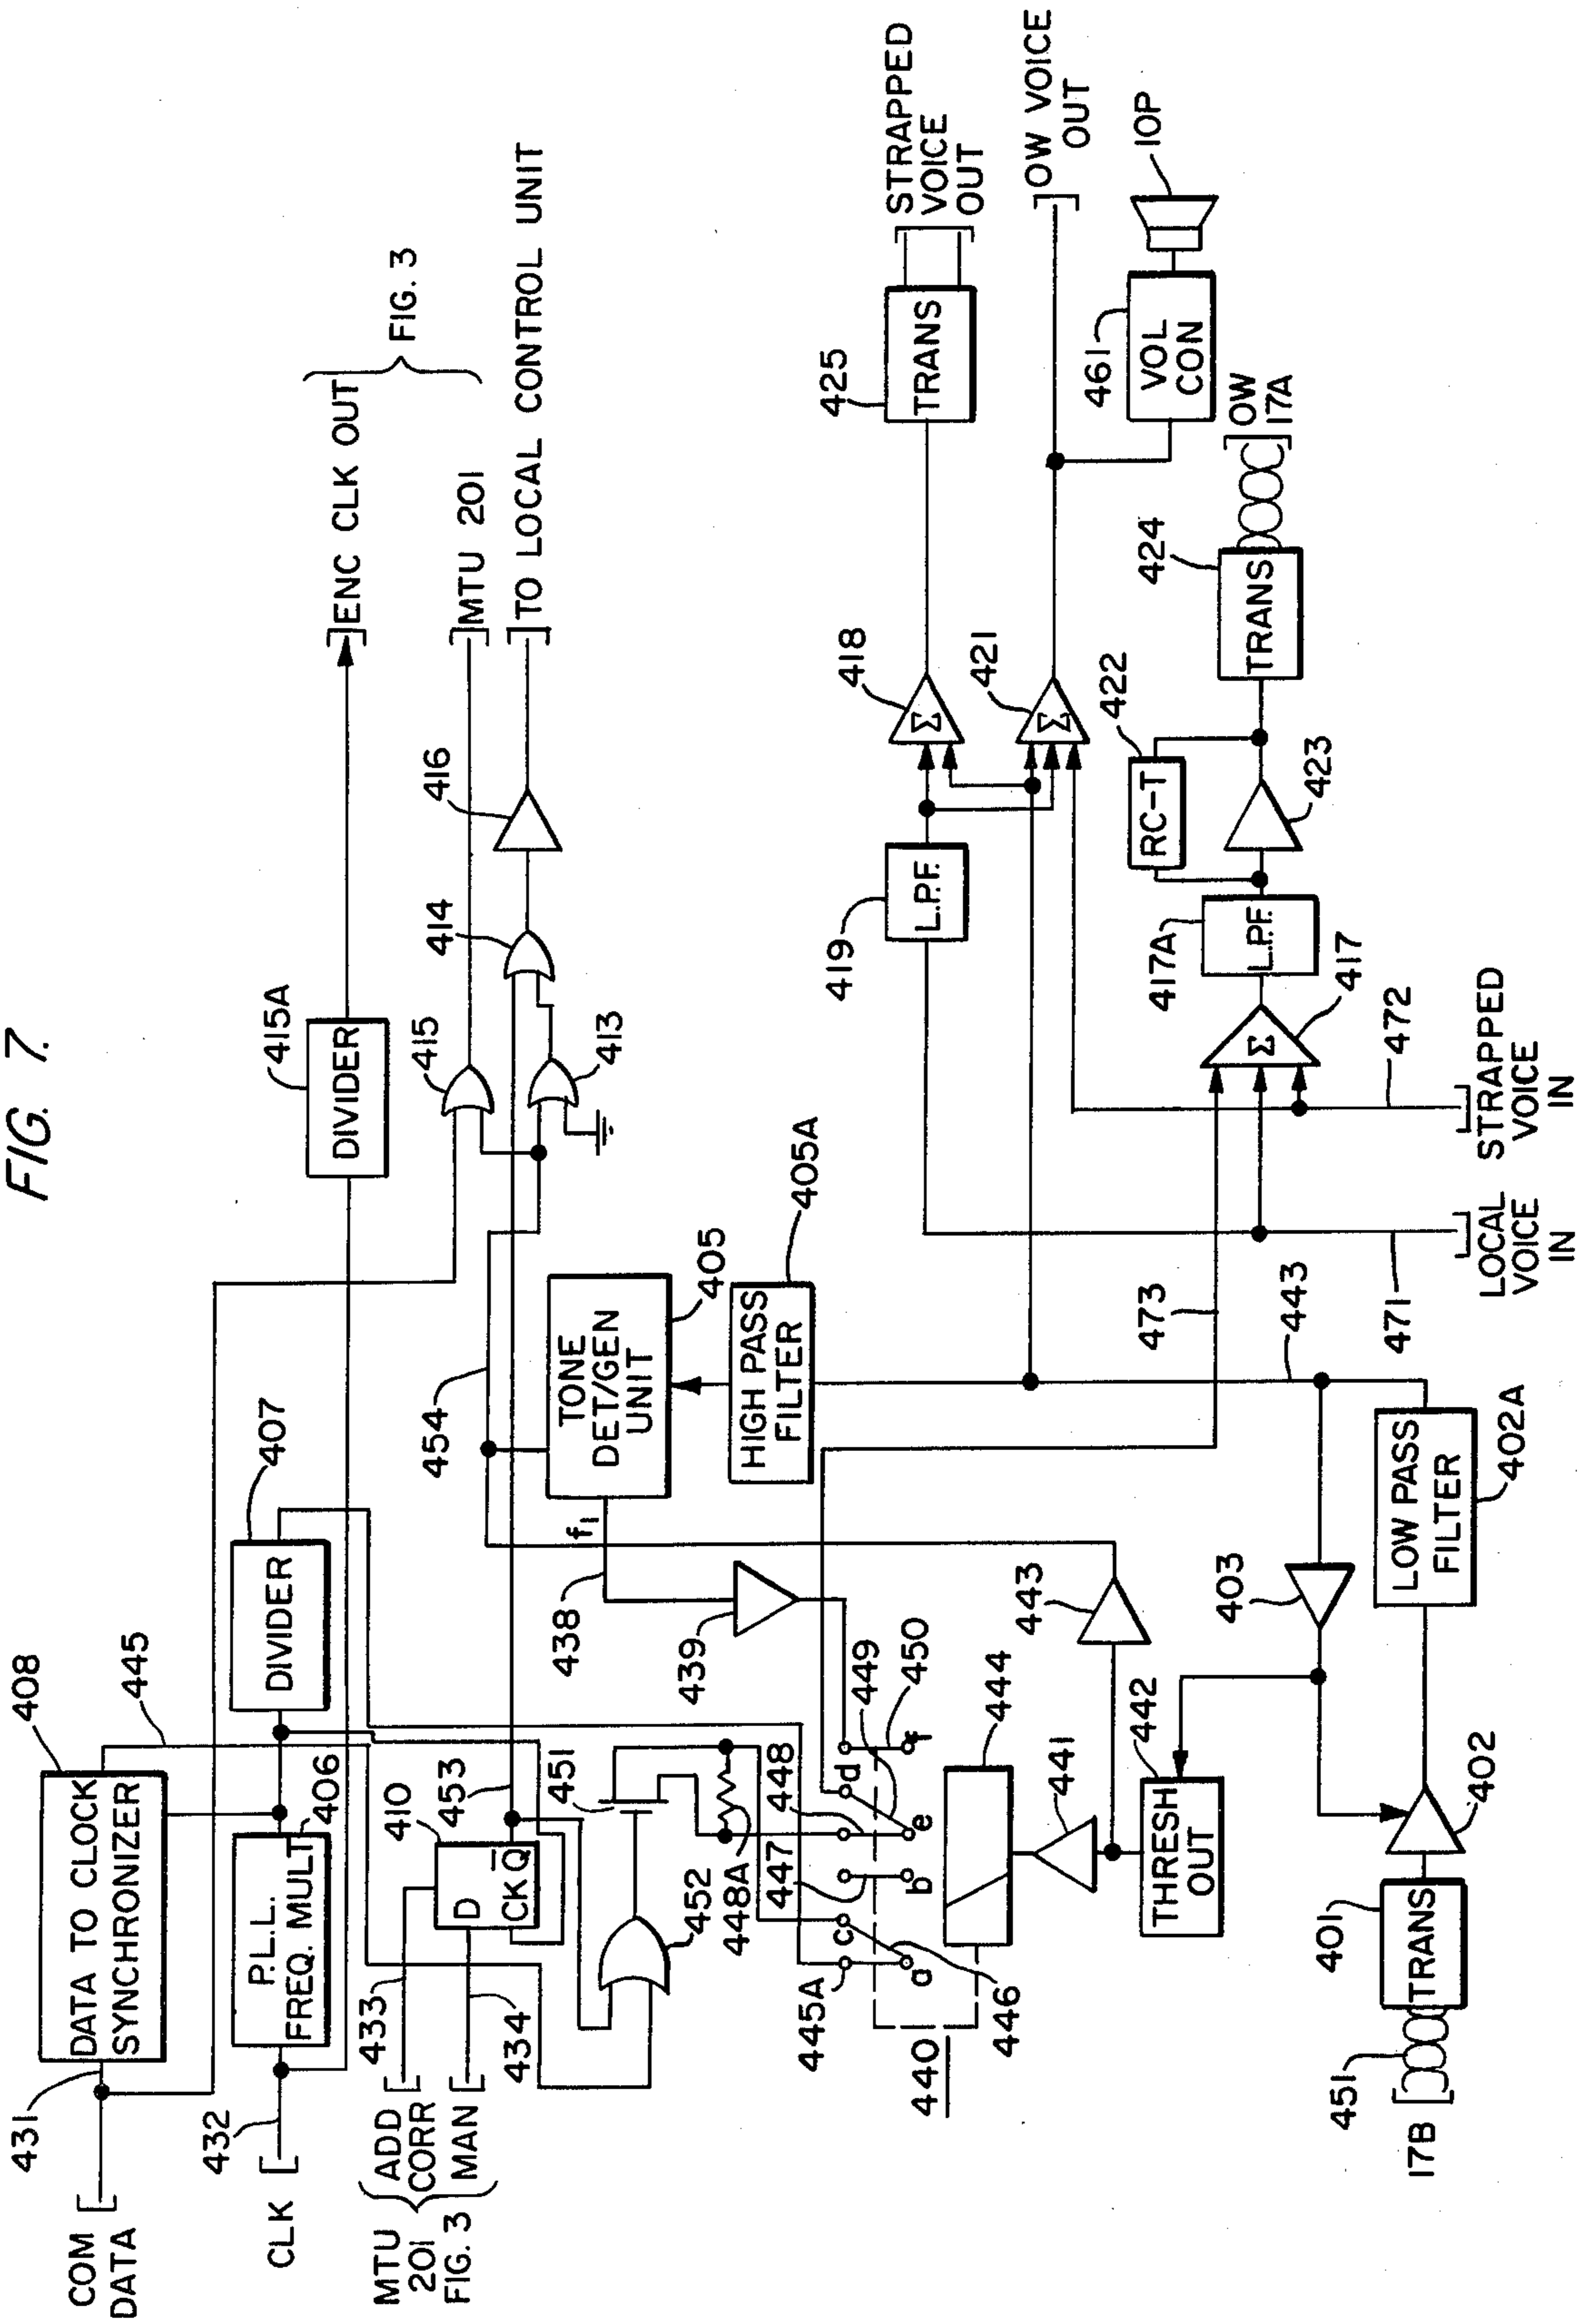 FIG. 7.
COM
DATA
431
DATA TO CLOCK
SYNCHRONIZER
408
445
432
CLK
P.L.L.
FREQ. MULT
406
DIVIDER
407
DIVIDER
415A
ENC CLK OUT
FIG. 3
MTU 201
TO LOCAL CONTROL UNIT
MTU
201
FIG. 3
ADD
CORR
MAN
433
434
410
D
CK
Q
453
451
452
448A
454
TONE
DET/GEN
UNIT
405
HIGH PASS
FILTER
405A
f1
438
439
415
414
413
416
440
445A
446
447
448
449
450
a
b
c
d
e
f
444
441
443
THRESH
OUT
442
403
17B
451
TRANS
401
402
LOW PASS
FILTER
402A
443
473
471
LOCAL
VOICE
IN
472
STRAPPED
VOICE
IN
L.P.F.
419
Σ
418
TRANS
425
STRAPPED
VOICE
OUT
Σ
421
OW VOICE
OUT
VOL
CON
461
10P
Σ
417
L.P.F.
417A
RC-T
422
423
TRANS
424
OW
17A